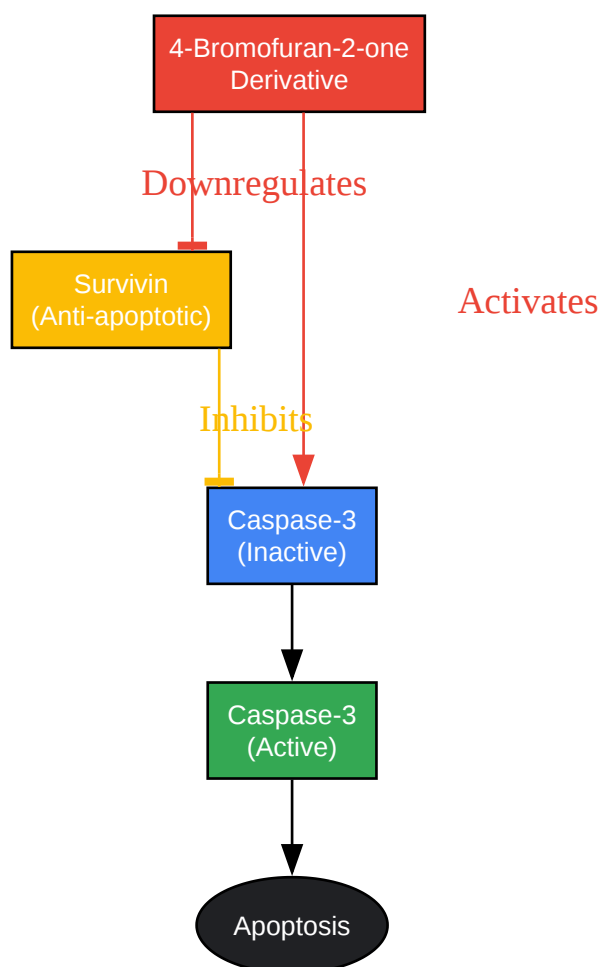 4-Bromofuran-2-one
Derivative
Downregulates
Survivin
(Anti-apoptotic)
Activates
Inhibits
Caspase-3
(Inactive)
Caspase-3
(Active)
Apoptosis